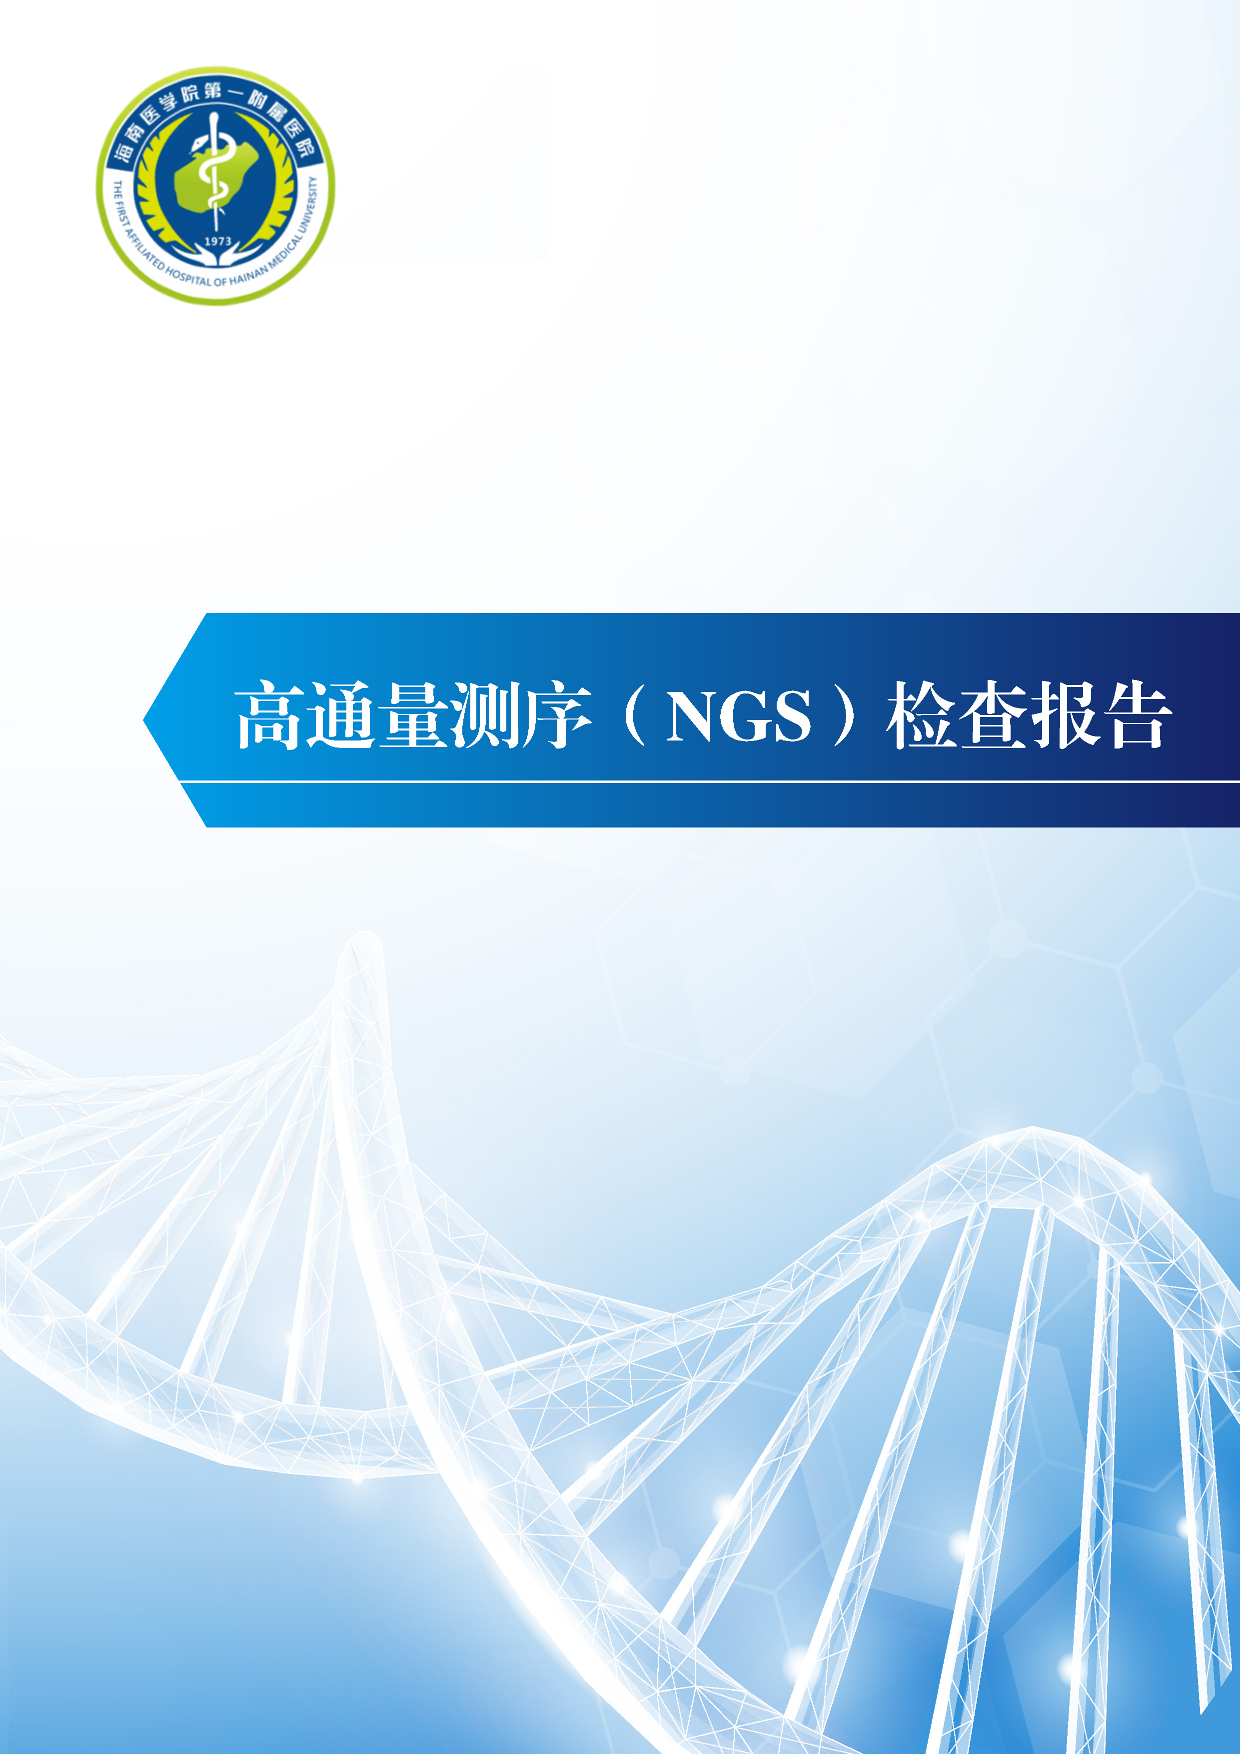 海南医学院第一附属医院
1973
THE FIRST AFFILIATED HOSPITAL OF HAINAN MEDICAL UNIVERSITY
高通量测序（NGS）检查报告